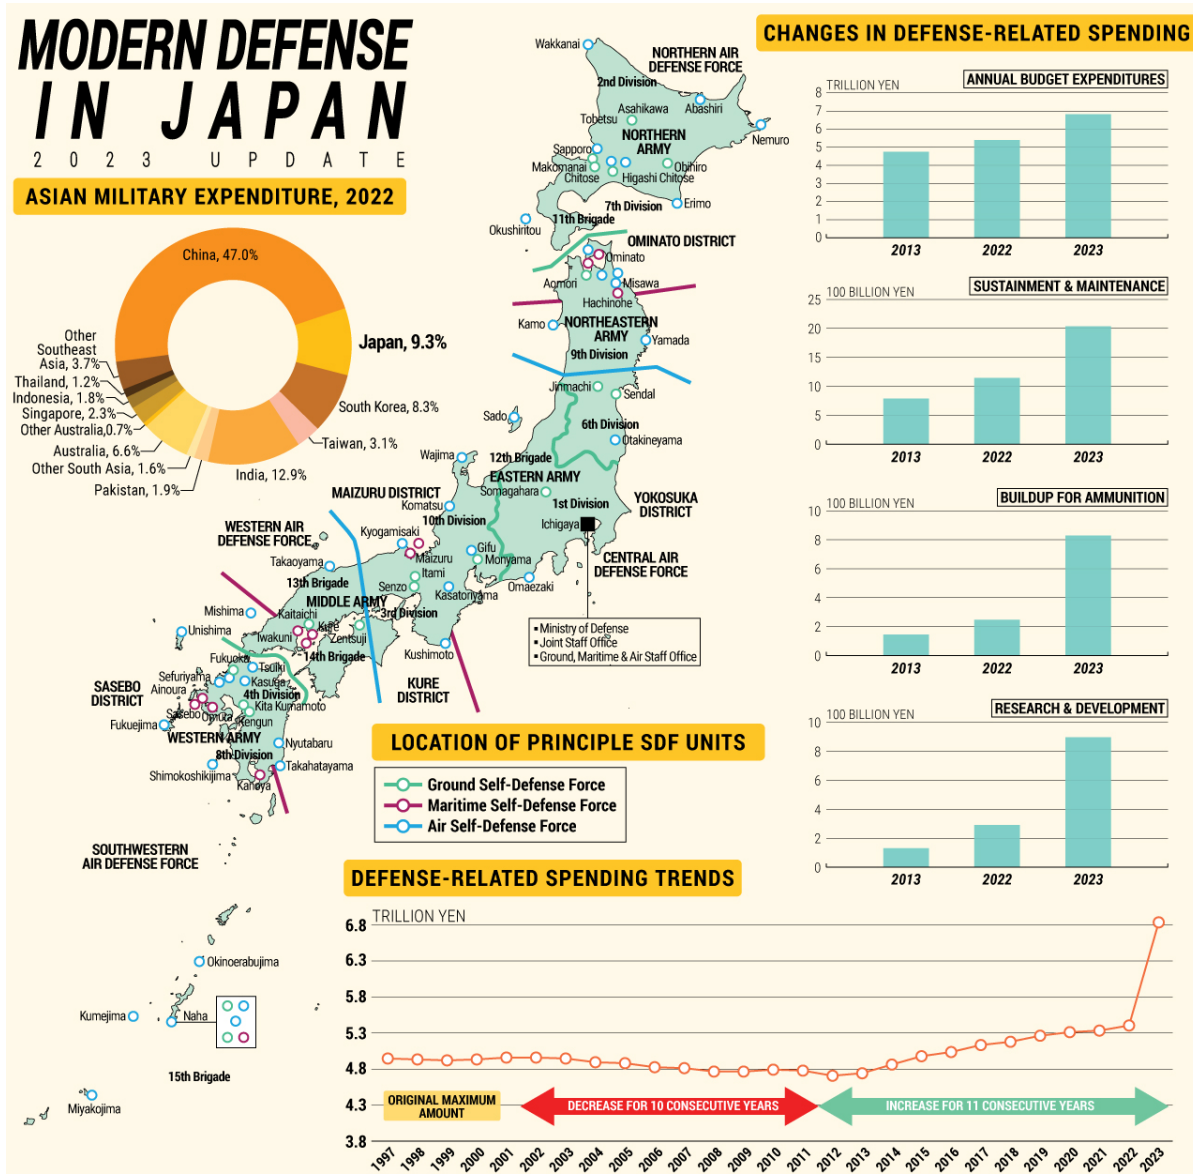 MODERN DEFENSE
IN JAPAN
2023 UPDATE
ASIAN MILITARY EXPENDITURE, 2022
China, 47.0%
Japan, 9.3%
South Korea, 8.3%
Taiwan, 3.1%
India, 12.9%
Pakistan, 1.9%
Other South Asia, 1.6%
Australia, 6.6%
Other Australia,0.7%
Singapore, 2.3%
Indonesia, 1.8%
Thailand, 1.2%
Other
Southeast
Asia, 3.7%
Wakkanai
NORTHERN AIR
DEFENSE FORCE
2nd Division
Asahikawa
Abashiri
Tobetsu
Nemuro
NORTHERN
ARMY
Sapporo
Makomanai
Obihiro
Chitose
Higashi Chitose
7th Division
Erimo
11th Brigade
Okushiritou
OMINATO DISTRICT
Ominato
Aomori
Misawa
Hachinohe
Kamo
NORTHEASTERN
ARMY
Yamada
9th Division
Jinmachi
Sendal
Sado
6th Division
Otakineyama
Wajima
12th Brigade
EASTERN ARMY
Somagahara
1st Division
YOKOSUKA
DISTRICT
MAIZURU DISTRICT
Komatsu
10th Division
Ichigaya
WESTERN AIR
DEFENSE FORCE
Kyogamisaki
Maizuru
Gifu
Moriyama
CENTRAL AIR
DEFENSE FORCE
Takaoyama
Itami
Omaezaki
13th Brigade
Senzo
Kasatoriyama
MIDDLE ARMY
3rd Division
Mishima
Kaitaichi
Kure
Unishima
Iwakuni
Zentsuji
14th Brigade
Kushimoto
▪ Ministry of Defense
▪ Joint Staff Office
▪ Ground, Maritime & Air Staff Office
Fukuoka
Tsuiki
Sefuriyama
Kasuga
KURE
DISTRICT
SASEBO
DISTRICT
Ainoura
4th Division
Sasebo
Omura
Kita Kumamoto
Kengun
Fukuejima
WESTERN ARMY
Nyutabaru
8th Division
Shimokoshikijima
Takahatayama
Kanoya
SOUTHWESTERN
AIR DEFENSE FORCE
Okinoerabujima
Kumejima
Naha
15th Brigade
Miyakojima
LOCATION OF PRINCIPLE SDF UNITS
Ground Self-Defense Force
Maritime Self-Defense Force
Air Self-Defense Force
CHANGES IN DEFENSE-RELATED SPENDING
TRILLION YEN
ANNUAL BUDGET EXPENDITURES
8
7
6
5
4
3
2
1
0
2013 2022 2023
100 BILLION YEN
SUSTAINMENT & MAINTENANCE
25
20
15
10
5
0
2013 2022 2023
100 BILLION YEN
BUILDUP FOR AMMUNITION
10
8
6
4
2
0
2013 2022 2023
100 BILLION YEN
RESEARCH & DEVELOPMENT
10
8
6
4
2
0
2013 2022 2023
DEFENSE-RELATED SPENDING TRENDS
TRILLION YEN
6.8
6.3
5.8
5.3
4.8
4.3
3.8
ORIGINAL MAXIMUM
AMOUNT
DECREASE FOR 10 CONSECUTIVE YEARS
INCREASE FOR 11 CONSECUTIVE YEARS
1997 1998 1999 2000 2001 2002 2003 2004 2005 2006 2007 2008 2009 2010 2011 2012 2013 2014 2015 2016 2017 2018 2019 2020 2021 2022 2023